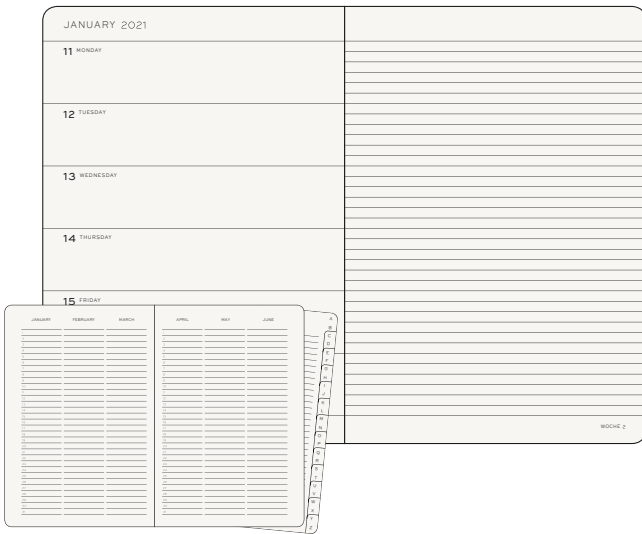 JANUARY 2021
11 MONDAY
12 TUESDAY
13 WEDNESDAY
14 THURSDAY
15 FRIDAY
WOCHE 2
JANUARY FEBRUARY MARCH APRIL MAY JUNE
A
B
C
D
E
F
G
H
I
J
K
L
M
N
O
P
Q
R
S
T
U
V
W
X
Y
Z